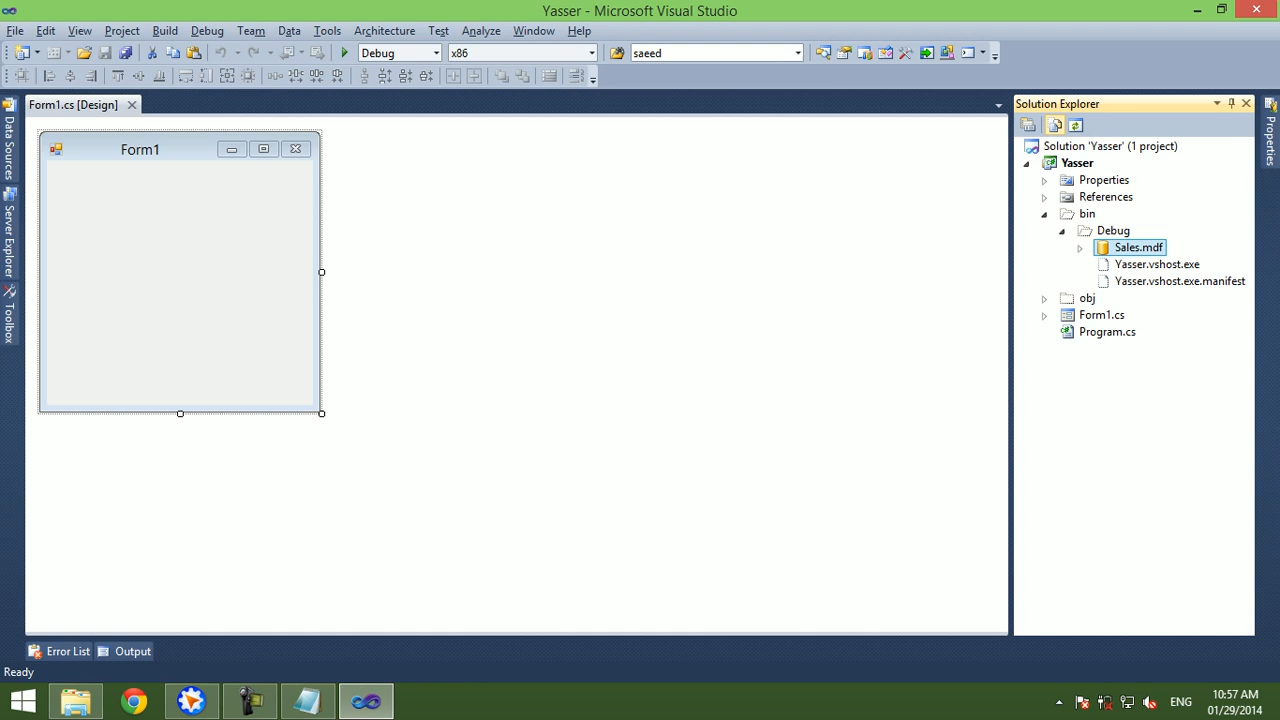 Yasser - Microsoft Visual Studio
File Edit View Project Build Debug Team Data Tools Architecture Test Analyze Window Help
Debug x86 saeed
Form1.cs [Design]
Solution Explorer
Data Sources
Server Explorer
Toolbox
Properties
Form1
Solution 'Yasser' (1 project)
Yasser
Properties
References
bin
Debug
Sales.mdf
Yasser.vshost.exe
Yasser.vshost.exe.manifest
obj
Form1.cs
Program.cs
Error List Output
Ready
ENG
10:57 AM
01/29/2014